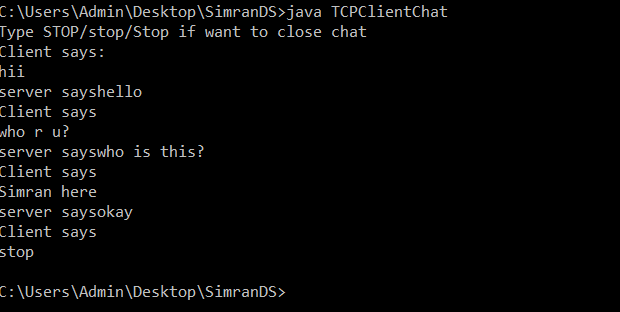 C:\Users\Admin\Desktop\SimranDS>java TCPClientChat
Type STOP/stop/Stop if want to close chat
Client says:
hii
server sayshello
Client says
who r u?
server sayswho is this?
Client says
Simran here
server saysokay
Client says
stop
C:\Users\Admin\Desktop\SimranDS>